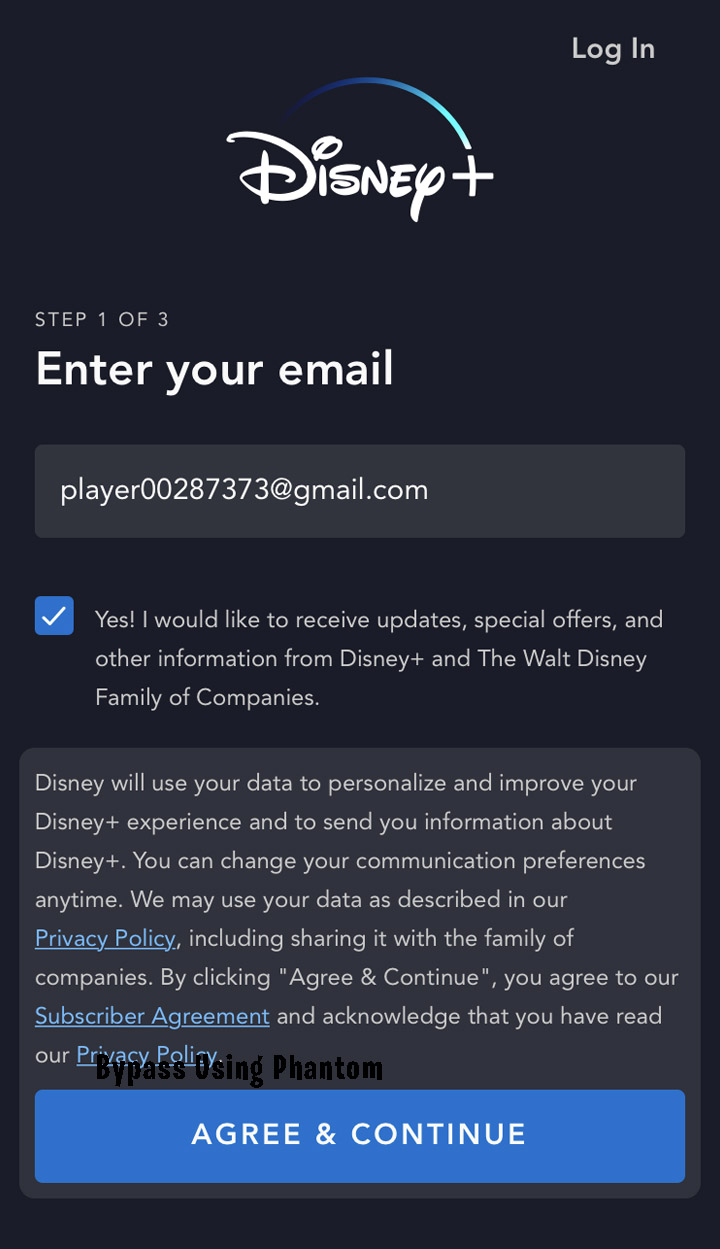 Log In
Disney+
STEP 1 OF 3
Enter your email
player00287373@gmail.com
Yes! I would like to receive updates, special offers, and
other information from Disney+ and The Walt Disney
Family of Companies.
Disney will use your data to personalize and improve your
Disney+ experience and to send you information about
Disney+. You can change your communication preferences
anytime. We may use your data as described in our
Privacy Policy, including sharing it with the family of
companies. By clicking "Agree & Continue", you agree to our
Subscriber Agreement and acknowledge that you have read
our Privacy Policy.
Bypass Using Phantom
AGREE & CONTINUE